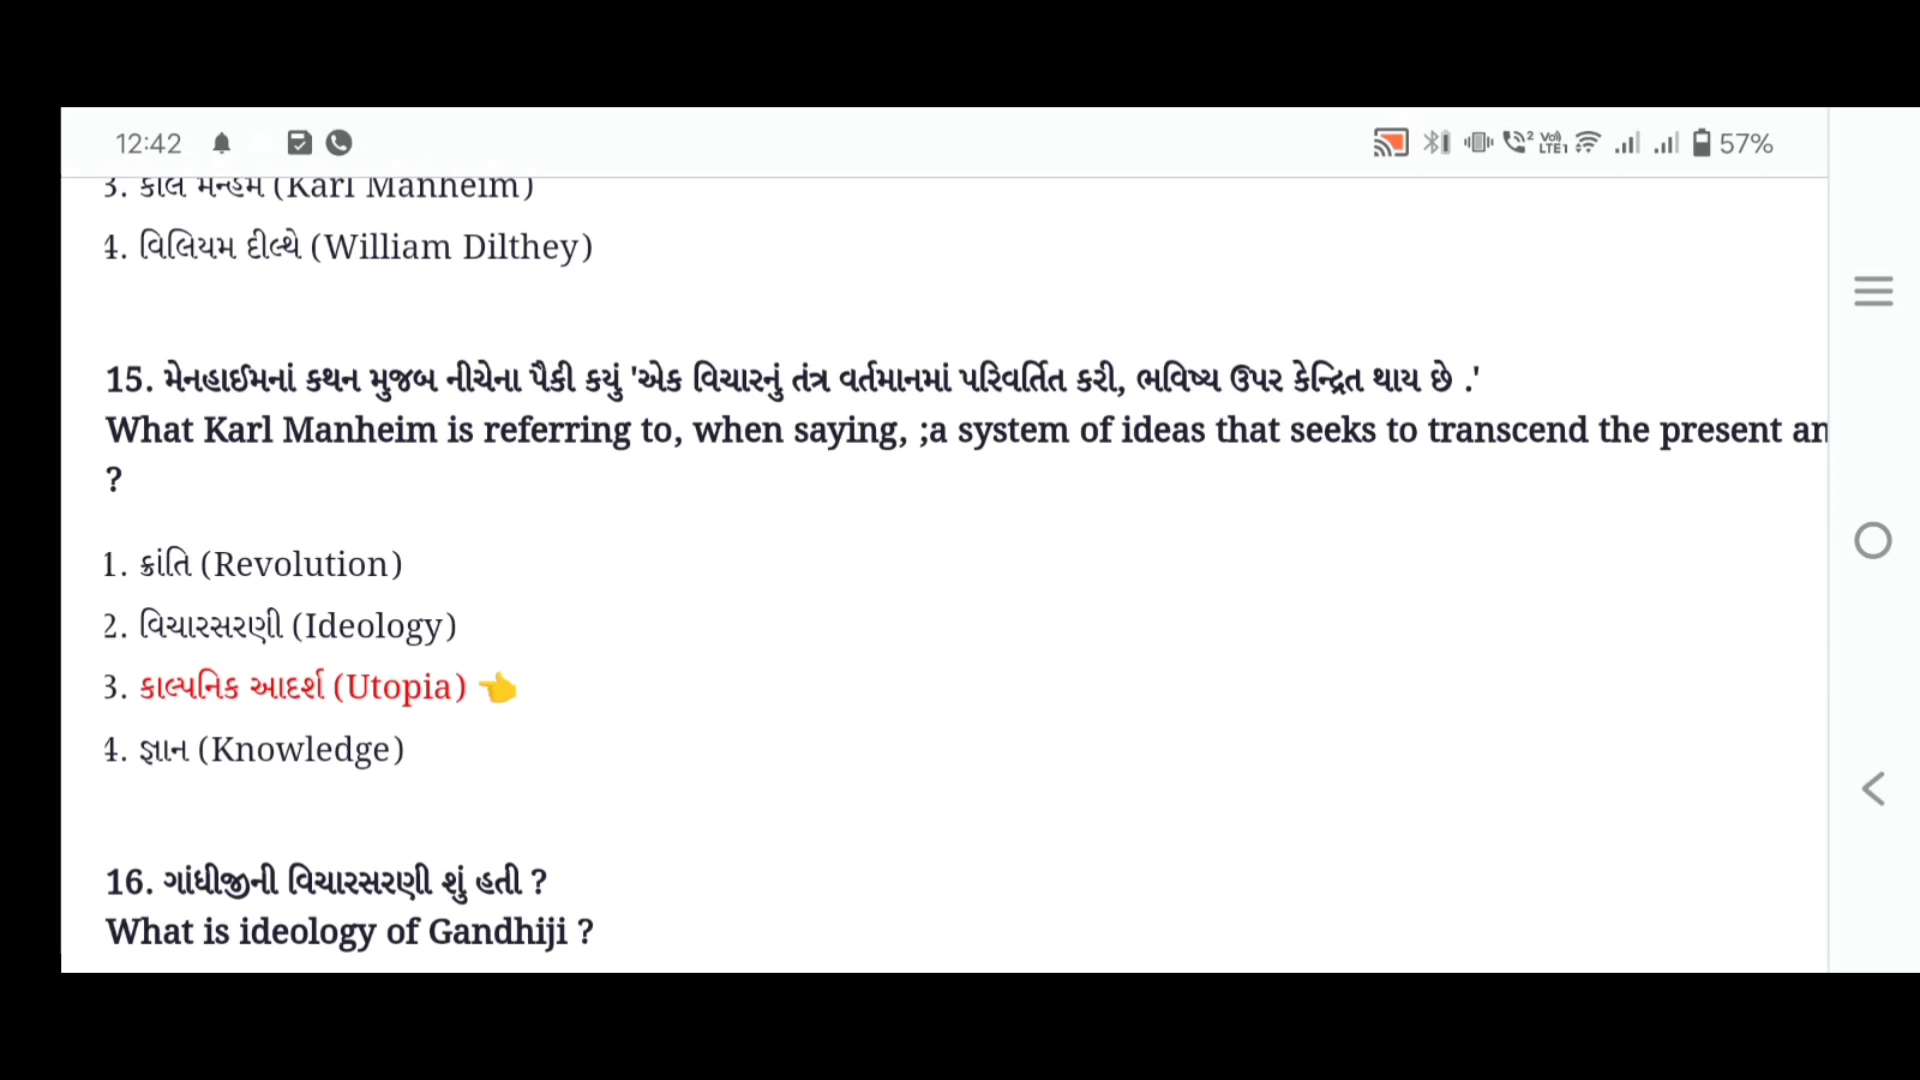 12:42
57%
3. કાર્લ મેન્હેમ (Karl Manheim)
4. વિલિયમ દીલ્થે (William Dilthey)
15. મેનહાઈમનાં કથન મુજબ નીચેના પૈકી કયું 'એક વિચારનું તંત્ર વર્તમાનમાં પરિવર્તિત કરી, ભવિષ્ય ઉપર કેન્દ્રિત થાય છે .'
What Karl Manheim is referring to, when saying, ;a system of ideas that seeks to transcend the present an
?
1. ક્રાંતિ (Revolution)
2. વિચારસરણી (Ideology)
3. કાલ્પનિક આદર્શ (Utopia) 👈
4. જ્ઞાન (Knowledge)
16. ગાંધીજીની વિચારસરણી શું હતી ?
What is ideology of Gandhiji ?